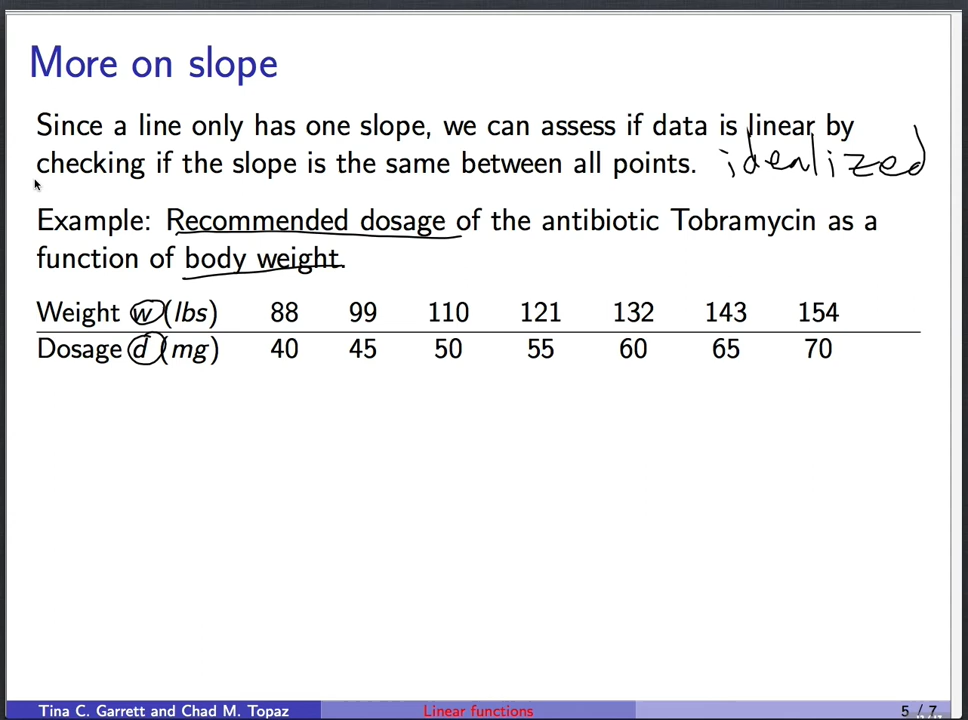 More on slope
Since a line only has one slope, we can assess if data is linear by
checking if the slope is the same between all points. idealized
Example: Recommended dosage of the antibiotic Tobramycin as a
function of body weight.
Weight w (lbs) 88 99 110 121 132 143 154
Dosage d (mg) 40 45 50 55 60 65 70
Tina C. Garrett and Chad M. Topaz Linear functions 5 / 7